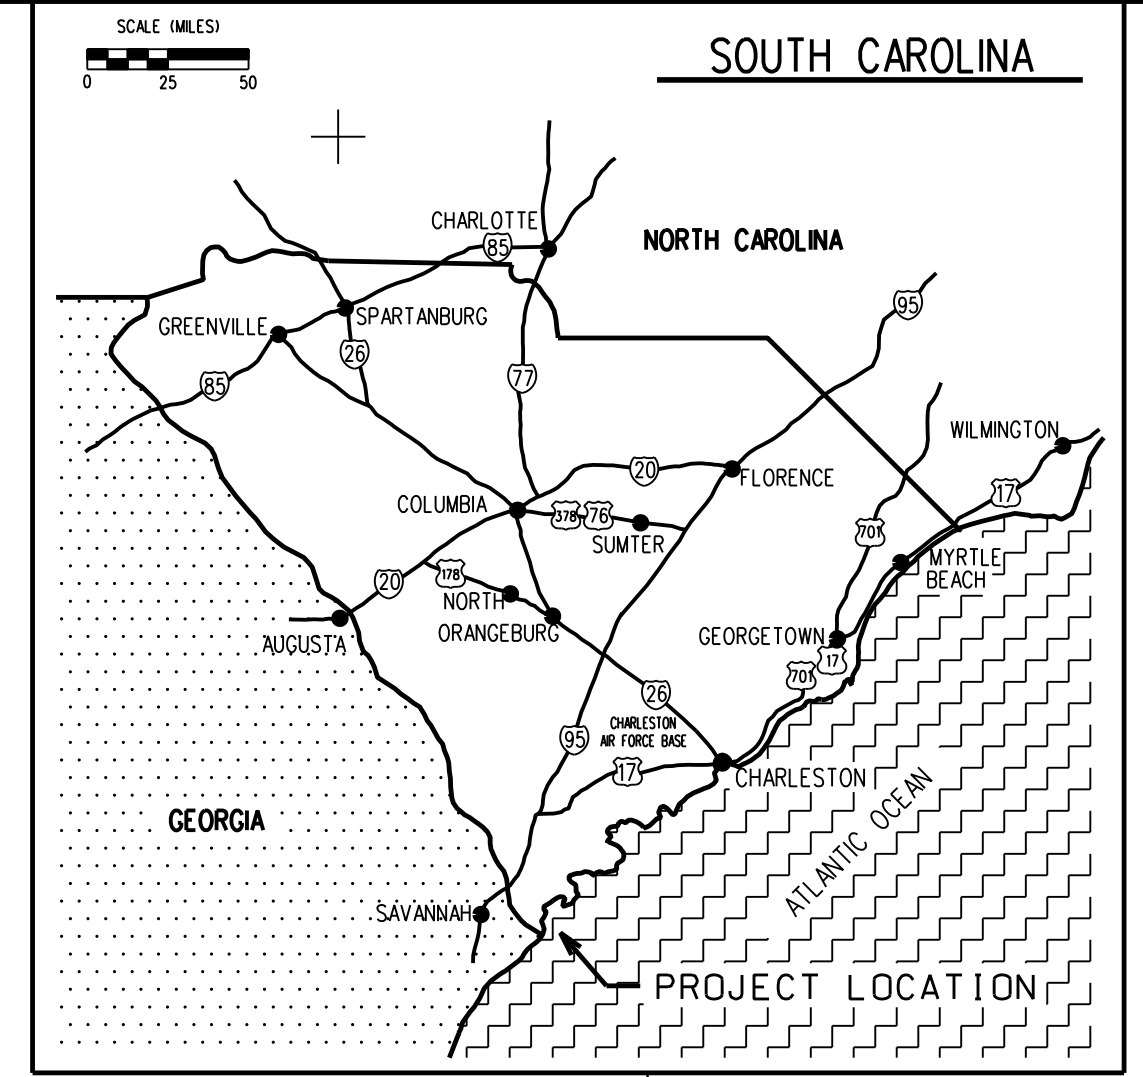 SCALE (MILES)
0 25 50
SOUTH CAROLINA
CHARLOTTE
85
NORTH CAROLINA
95
GREENVILLE
SPARTANBURG
26
77
85
WILMINGTON
20
FLORENCE
17
COLUMBIA
378 76
SUMTER
701
MYRTLE
BEACH
178
20
NORTH
ORANGEBURG
AUGUSTA
GEORGETOWN
17
701
26
CHARLESTON
AIR FORCE BASE
95
17
CHARLESTON
GEORGIA
ATLANTIC OCEAN
SAVANNAH
PROJECT LOCATION